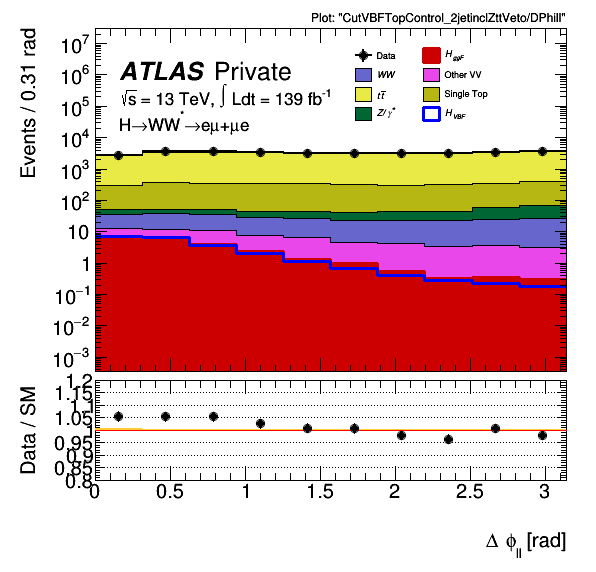 Plot: "CutVBFTopControl_2jetinclZttVeto/DPhill"
Events / 0.31 rad
10⁷
10⁶
10⁵
10⁴
10³
10²
10
1
10⁻¹
10⁻²
10⁻³
ATLAS Private
√s = 13 TeV, ∫ Ldt = 139 fb⁻¹
H→WW*→eμ+μe
Data
H_ggF
WW
Other VV
tt̄
Single Top
Z/γ*
H_VBF
Data / SM
1.2
1.15
1.1
1.05
1
0.95
0.9
0.85
0.8
0 0.5 1 1.5 2 2.5 3
Δ φ_|| [rad]